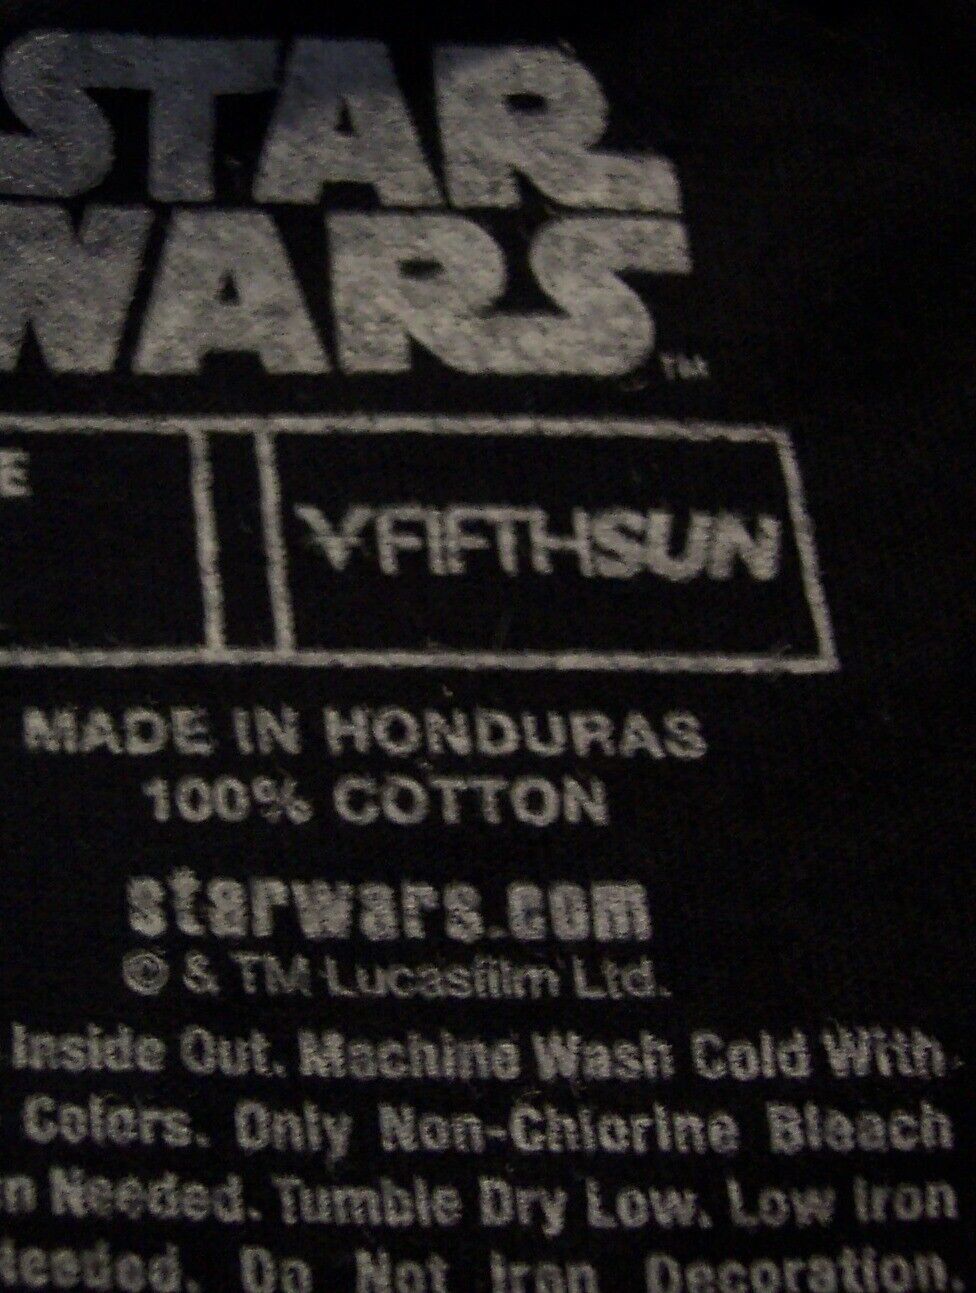 STAR
WARS
TM
E
FIFTHSUN
MADE IN HONDURAS
100% COTTON
starwars.com
© & TM Lucasfilm Ltd.
Inside Out. Machine Wash Cold With
Colors. Only Non-Chlorine Bleach
n Needed. Tumble Dry Low. Low Iron
Needed. Do Not Iron Decoration.